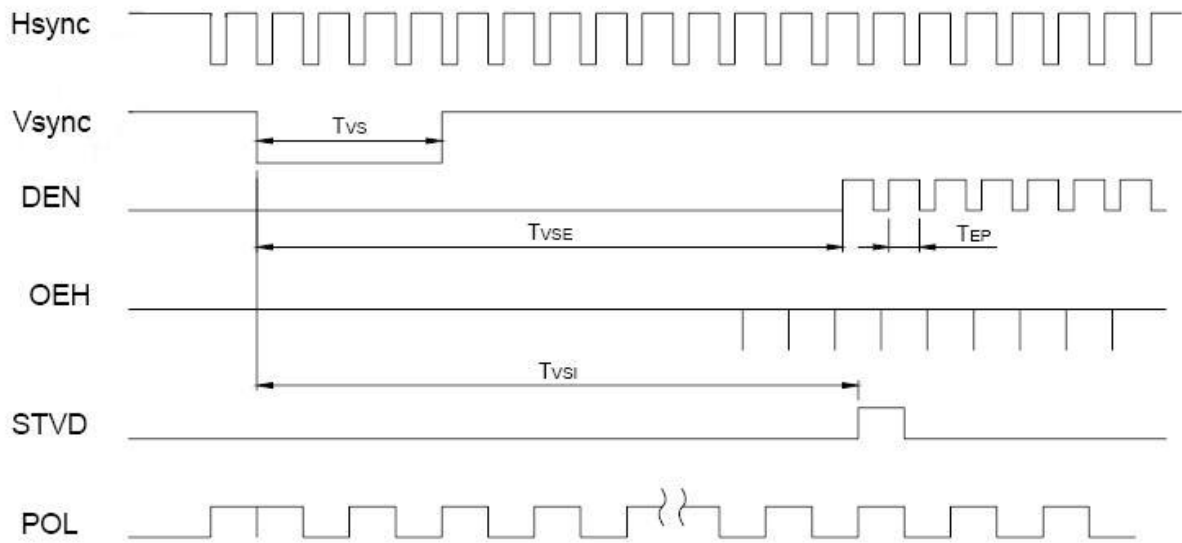 Hsync
Vsync
TVS
DEN
TVSE
TEP
OEH
TVSI
STVD
POL